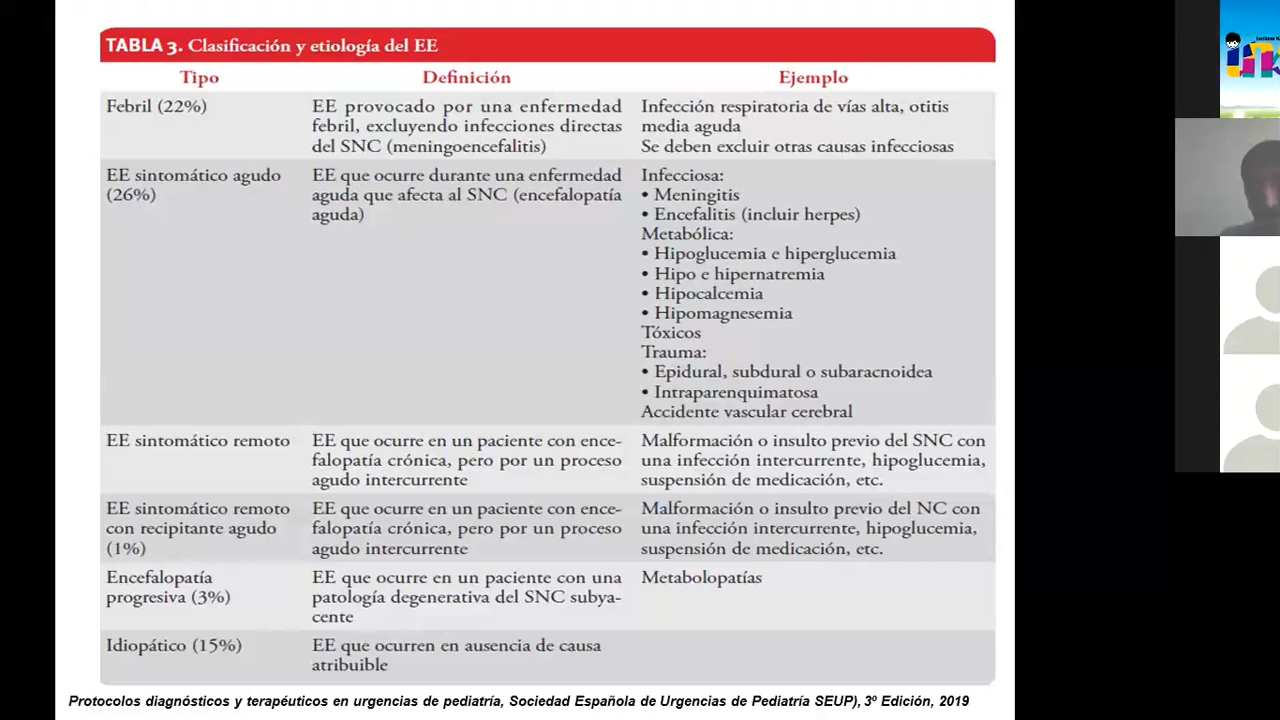 TABLA 3. Clasificación y etiología del EE
Tipo Definición Ejemplo
Febril (22%)
EE provocado por una enfermedad
febril, excluyendo infecciones directas
del SNC (meningoencefalitis)
Infección respiratoria de vías alta, otitis
media aguda
Se deben excluir otras causas infecciosas
EE sintomático agudo
(26%)
EE que ocurre durante una enfermedad
aguda que afecta al SNC (encefalopatía
aguda)
Infecciosa:
• Meningitis
• Encefalitis (incluir herpes)
Metabólica:
• Hipoglucemia e hiperglucemia
• Hipo e hipernatremia
• Hipocalcemia
• Hipomagnesemia
Tóxicos
Trauma:
• Epidural, subdural o subaracnoidea
• Intraparenquimatosa
Accidente vascular cerebral
EE sintomático remoto
EE que ocurre en un paciente con ence-
falopatía crónica, pero por un proceso
agudo intercurrente
Malformación o insulto previo del SNC con
una infección intercurrente, hipoglucemia,
suspensión de medicación, etc.
EE sintomático remoto
con recipitante agudo
(1%)
EE que ocurre en un paciente con ence-
falopatía crónica, pero por un proceso
agudo intercurrente
Malformación o insulto previo del NC con
una infección intercurrente, hipoglucemia,
suspensión de medicación, etc.
Encefalopatía
progresiva (3%)
EE que ocurre en un paciente con una
patología degenerativa del SNC subya-
cente
Metabolopatías
Idiopático (15%)
EE que ocurren en ausencia de causa
atribuible
Protocolos diagnósticos y terapéuticos en urgencias de pediatría, Sociedad Española de Urgencias de Pediatría SEUP), 3º Edición, 2019